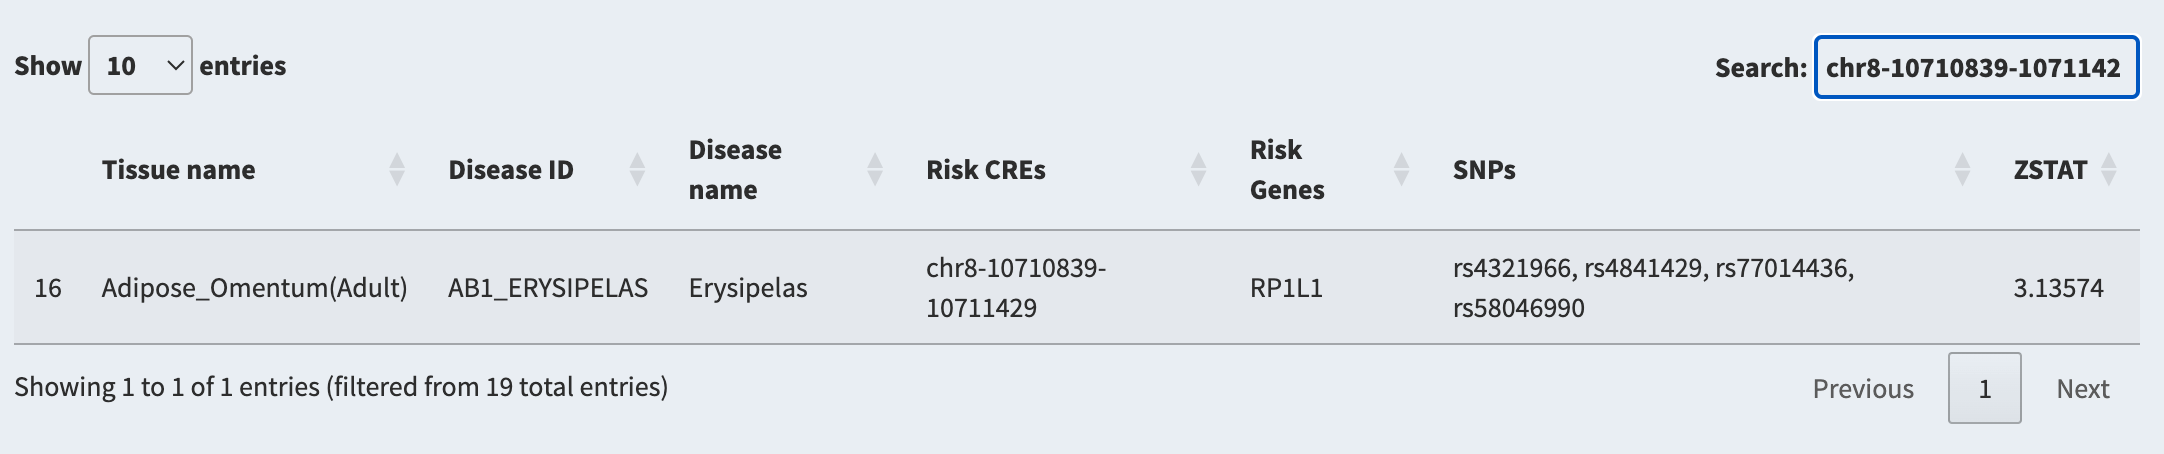 Show 10 entries
Search: chr8-10710839-1071142
Tissue name Disease ID Disease name Risk CREs Risk Genes SNPs ZSTAT
16 Adipose_Omentum(Adult) AB1_ERYSIPELAS Erysipelas chr8-10710839-10711429 RP1L1 rs4321966, rs4841429, rs77014436, rs58046990 3.13574
Showing 1 to 1 of 1 entries (filtered from 19 total entries)
Previous 1 Next